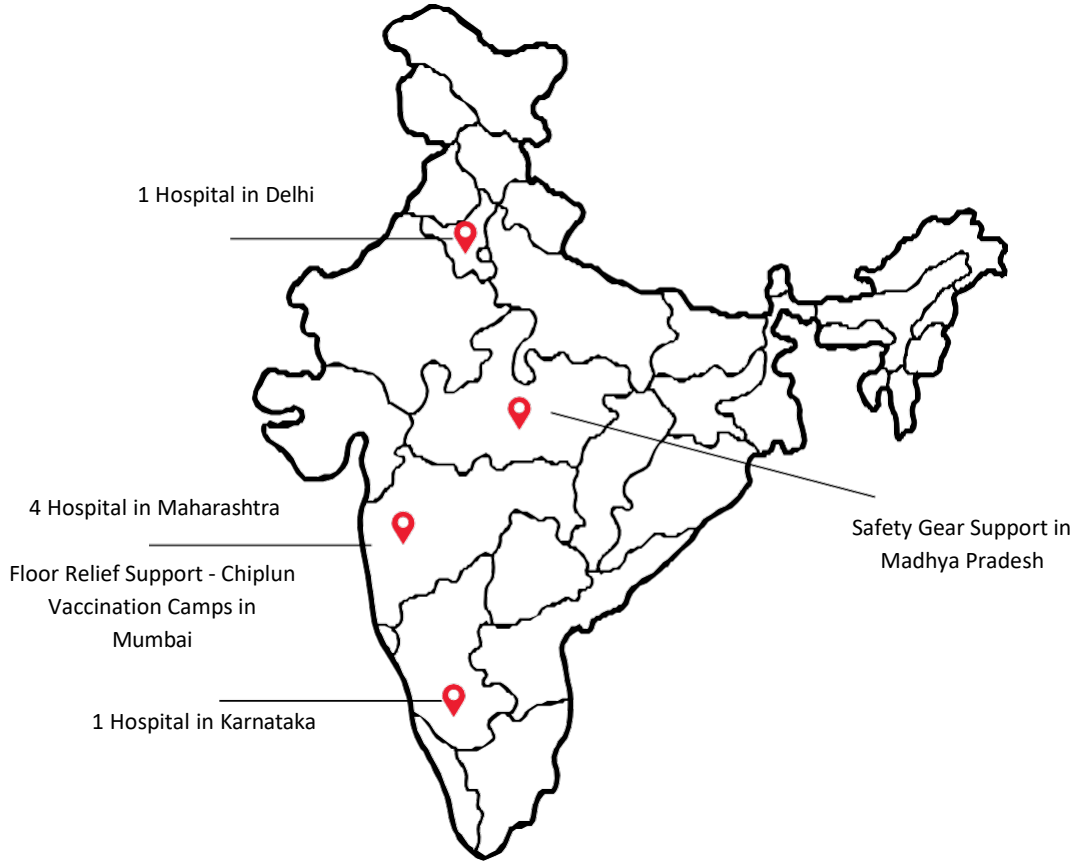 1 Hospital in Delhi
4 Hospital in Maharashtra
Floor Relief Support - Chiplun
Vaccination Camps in
Mumbai
1 Hospital in Karnataka
Safety Gear Support in
Madhya Pradesh